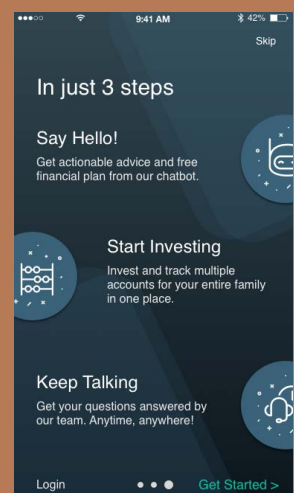 9:41 AM
42%
Skip
In just 3 steps
Say Hello!
Get actionable advice and free
financial plan from our chatbot.
Start Investing
Invest and track multiple
accounts for your entire family
in one place.
Keep Talking
Get your questions answered by
our team. Anytime, anywhere!
Login
Get Started >